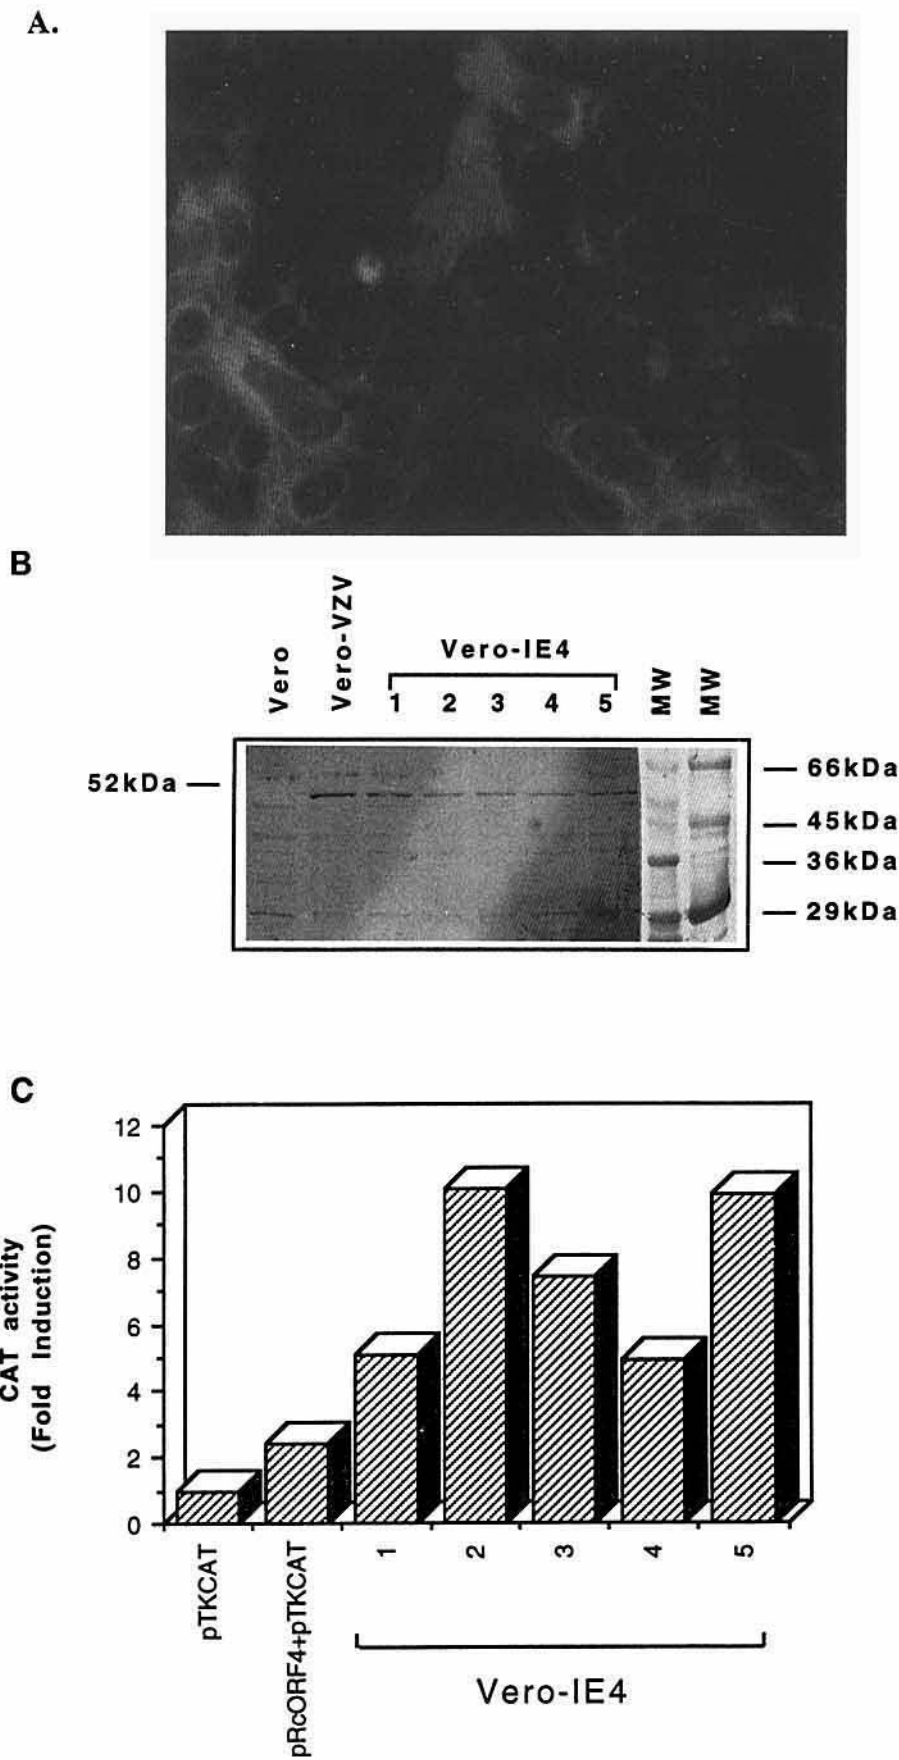 A.
B
Vero
Vero-VZV
Vero-IE4
1 2 3 4 5
MW
MW
52kDa
66kDa
45kDa
36kDa
29kDa
C
CAT activity
(Fold Induction)
12
10
8
6
4
2
0
pTKCAT
pRcORF4+pTKCAT
1
2
3
4
5
Vero-IE4